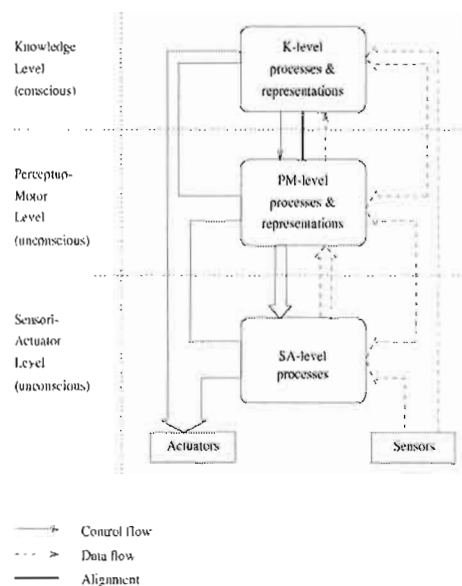 Knowledge
Level
(conscious)
K-level
processes &
representations
Perceptuo-
Motor
Level
(unconscious)
PM-level
processes &
representations
Sensori-
Actuator
Level
(unconscious)
SA-level
processes
Actuators
Sensors
Control flow
Data flow
Alignment